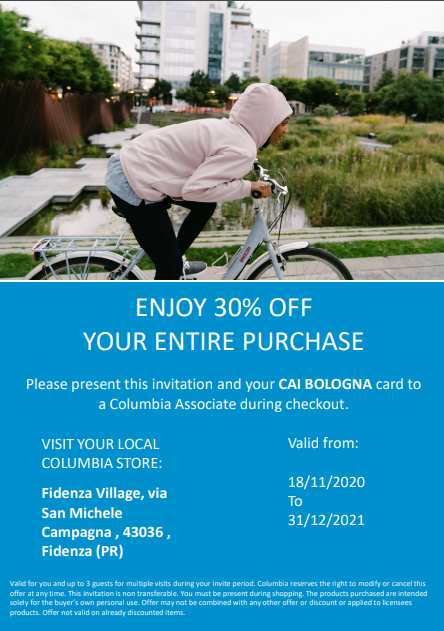 ENJOY 30% OFF
YOUR ENTIRE PURCHASE
Please present this invitation and your CAI BOLOGNA card to
a Columbia Associate during checkout.
VISIT YOUR LOCAL
COLUMBIA STORE:
Fidenza Village, via
San Michele
Campagna , 43036 ,
Fidenza (PR)
Valid from:
18/11/2020
To
31/12/2021
Valid for you and up to 3 guests for multiple visits during your invite period. Columbia reserves the right to modify or cancel this
offer at any time. This invitation is non transferable. You must be present during shopping. The products purchased are intended
solely for the buyer's own personal use. Offer may not be combined with any other offer or discount or applied to licensees
products. Offer not valid on already discounted items.